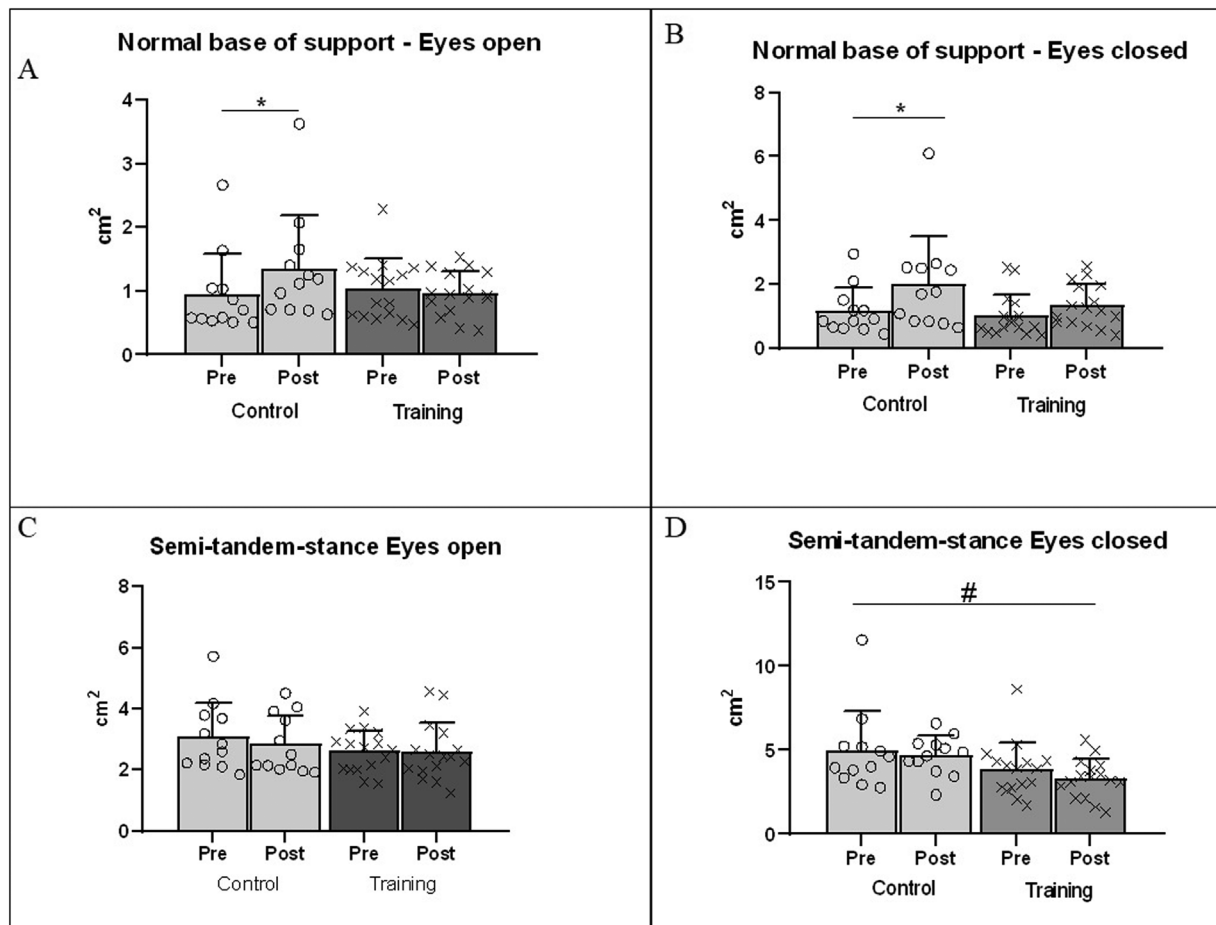 A
Normal base of support - Eyes open
4
3
2
1
0
cm²
*
Pre Post Pre Post
Control Training
B
Normal base of support - Eyes closed
8
6
4
2
0
cm²
*
Pre Post Pre Post
Control Training
C
Semi-tandem-stance Eyes open
8
6
4
2
0
cm²
Pre Post Pre Post
Control Training
D
Semi-tandem-stance Eyes closed
15
10
5
0
cm²
#
Pre Post Pre Post
Control Training